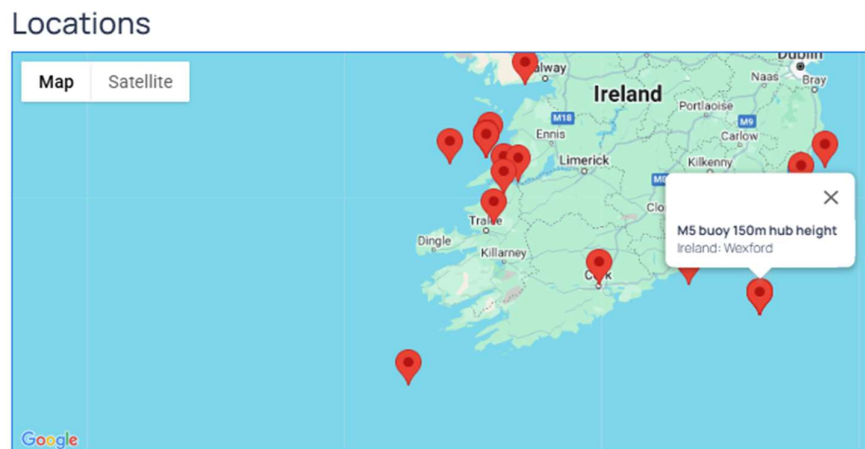 Locations
Map Satellite
Dublin
alway
Naas Bray
Ireland
Portlaoise
M18
M9
Ennis
Carlow
Limerick
Kilkenny
M5 buoy 150m hub height
Ireland: Wexford
Dingle
Killarney
Google